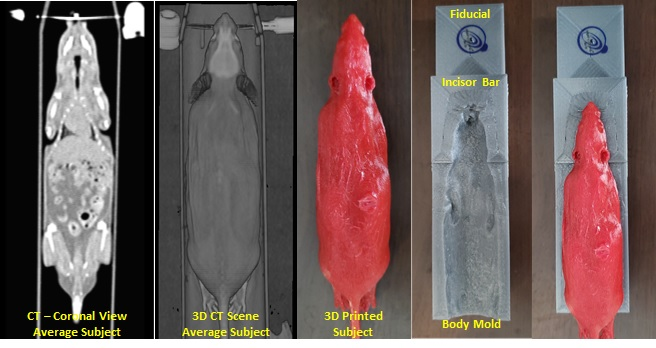 CT – Coronal View
Average Subject
3D CT Scene
Average Subject
3D Printed
Subject
Fiducial
Incisor Bar
Body Mold